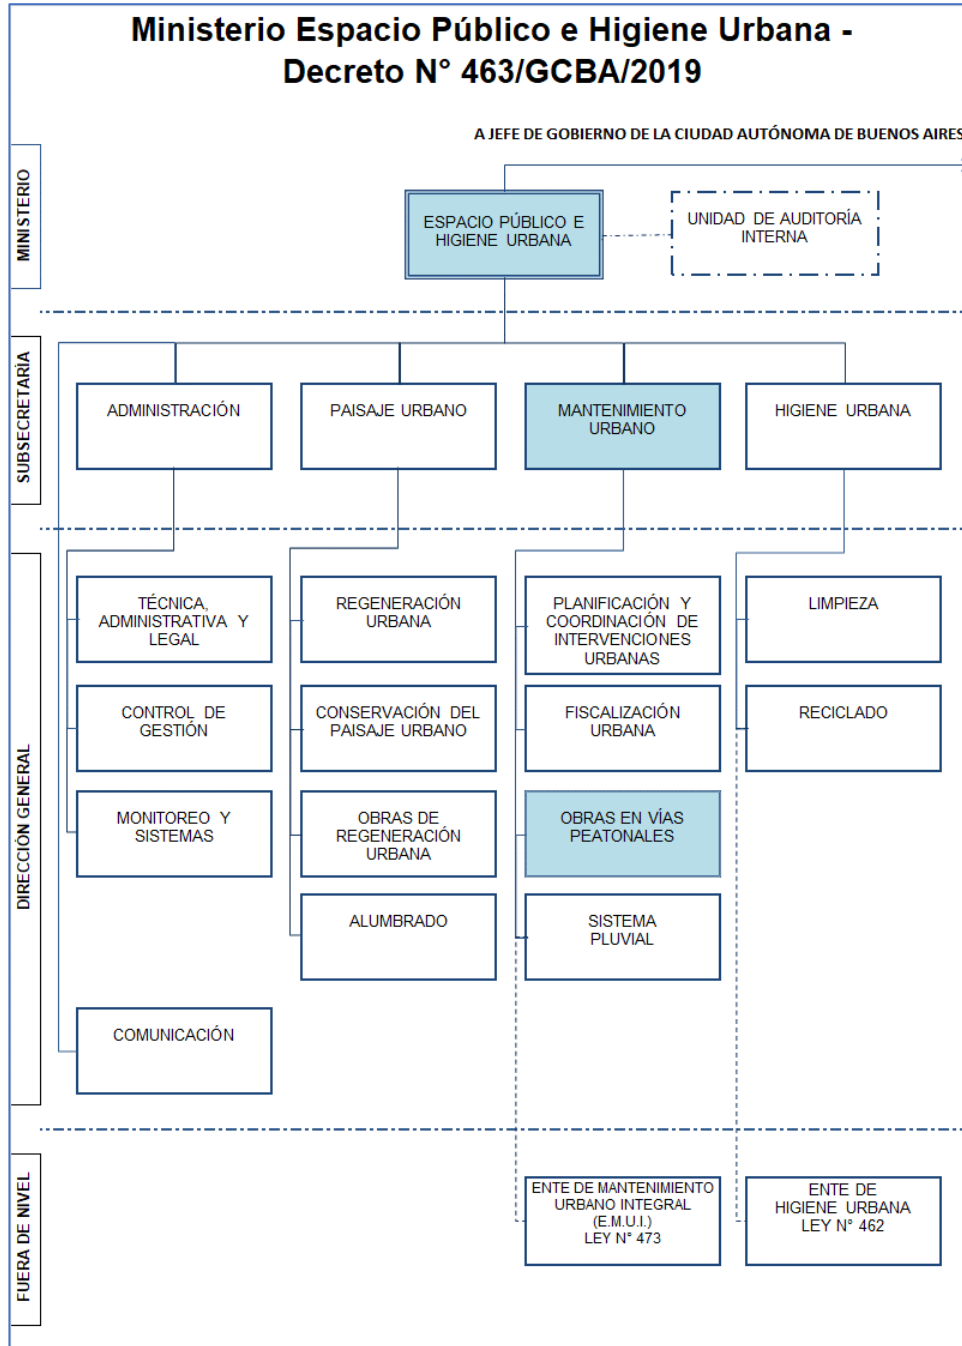 Ministerio Espacio Público e Higiene Urbana -
Decreto N° 463/GCBA/2019
A JEFE DE GOBIERNO DE LA CIUDAD AUTÓNOMA DE BUENOS AIRES
MINISTERIO
ESPACIO PÚBLICO E
HIGIENE URBANA
UNIDAD DE AUDITORÍA
INTERNA
SUBSECRETARÍA
ADMINISTRACIÓN
PAISAJE URBANO
MANTENIMIENTO
URBANO
HIGIENE URBANA
DIRECCIÓN GENERAL
TÉCNICA,
ADMINISTRATIVA Y
LEGAL
REGENERACIÓN
URBANA
PLANIFICACIÓN Y
COORDINACIÓN DE
INTERVENCIONES
URBANAS
LIMPIEZA
CONTROL DE
GESTIÓN
CONSERVACIÓN DEL
PAISAJE URBANO
FISCALIZACIÓN
URBANA
RECICLADO
MONITOREO Y
SISTEMAS
OBRAS DE
REGENERACIÓN
URBANA
OBRAS EN VÍAS
PEATONALES
ALUMBRADO
SISTEMA
PLUVIAL
COMUNICACIÓN
FUERA DE NIVEL
ENTE DE MANTENIMIENTO
URBANO INTEGRAL
(E.M.U.I.)
LEY N° 473
ENTE DE
HIGIENE URBANA
LEY N° 462